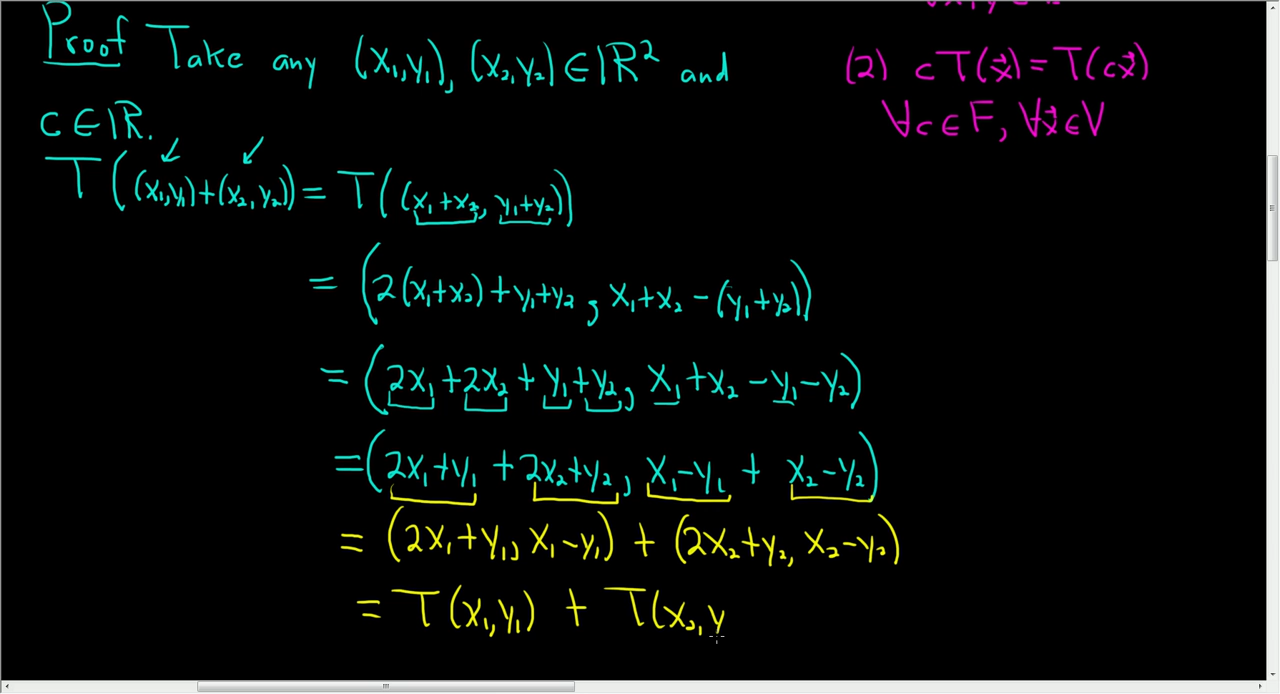 Proof Take any (x₁,y₁), (x₂,y₂) ∈ ℝ² and
c ∈ ℝ.
T((x₁,y₁)+(x₂,y₂)) = T((x₁+x₂, y₁+y₂))
= (2(x₁+x₂)+y₁+y₂, x₁+x₂-(y₁+y₂))
= (2x₁+2x₂+y₁+y₂, x₁+x₂-y₁-y₂)
= (2x₁+y₁ + 2x₂+y₂, x₁-y₁ + x₂-y₂)
= (2x₁+y₁, x₁-y₁) + (2x₂+y₂, x₂-y₂)
= T(x₁,y₁) + T(x₂,y
(2) cT(x⃗) = T(cx⃗)
∀c ∈ F, ∀x⃗ ∈ V